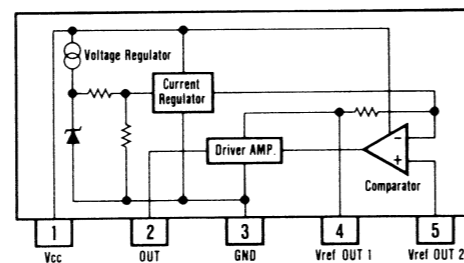 Voltage Regulator
Current
Regulator
Driver AMP.
−
+
Comparator
1
2
3
4
5
Vcc
OUT
GND
Vref OUT 1
Vref OUT 2